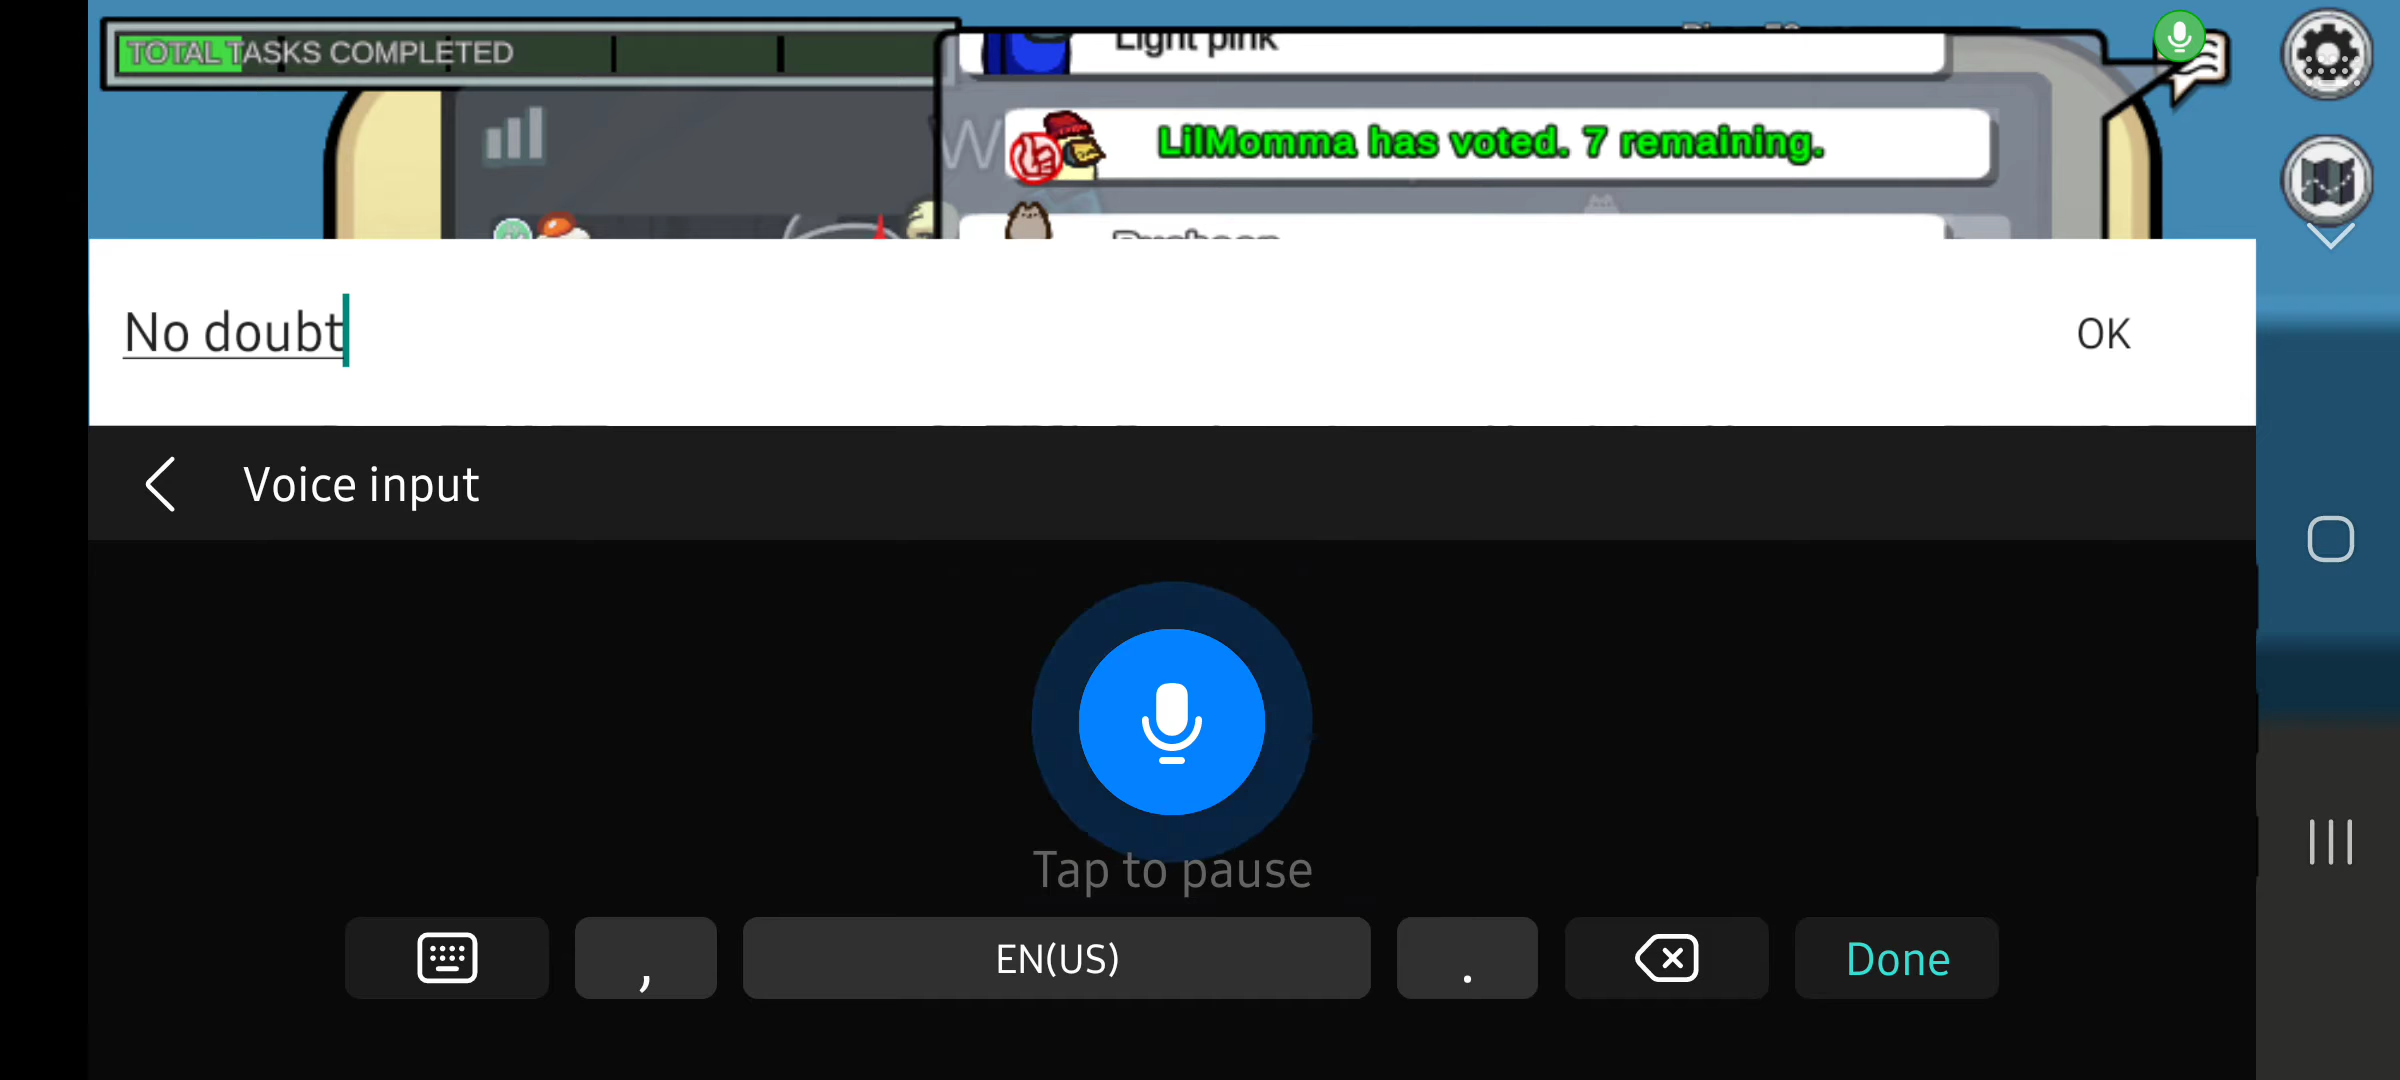 TOTAL TASKS COMPLETED
Light pink
LilMomma has voted. 7 remaining.
No doubt
OK
Voice input
Tap to pause
,
EN(US)
.
Done